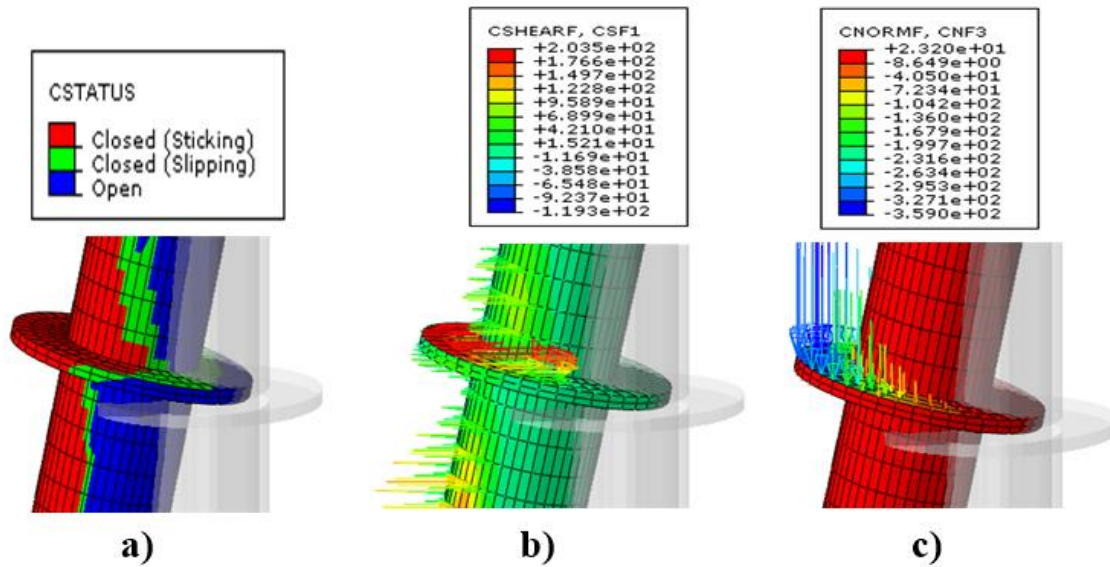 CSTATUS
Closed (Sticking)
Closed (Slipping)
Open
CSHEARF, CSF1
+2.035e+02
+1.766e+02
+1.497e+02
+1.228e+02
+9.589e+01
+6.899e+01
+4.210e+01
+1.521e+01
-1.169e+01
-3.858e+01
-6.548e+01
-9.237e+01
-1.193e+02
CNORMF, CNF3
+2.320e+01
-8.649e+00
-4.050e+01
-7.234e+01
-1.042e+02
-1.360e+02
-1.679e+02
-1.997e+02
-2.316e+02
-2.634e+02
-2.953e+02
-3.271e+02
-3.590e+02
a)
b)
c)